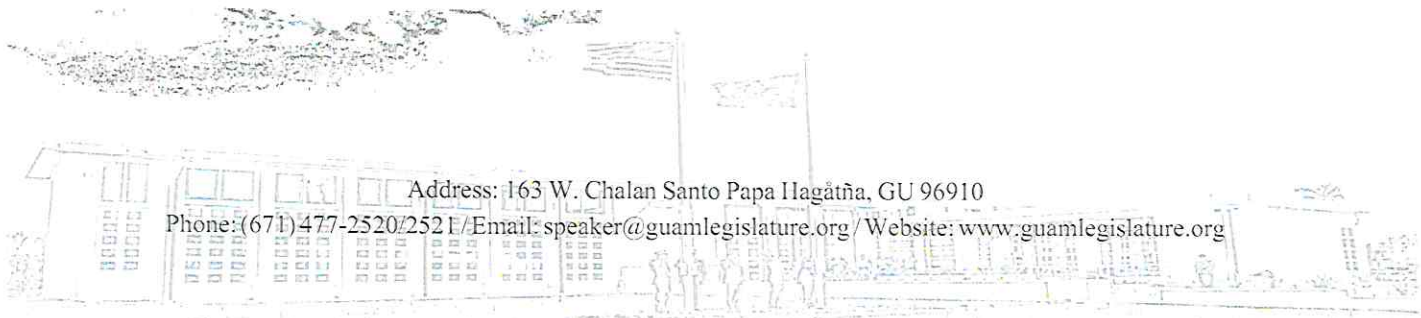 Address: 163 W. Chalan Santo Papa Hagåtña, GU 96910
Phone: (671) 477-2520/2521 / Email: speaker@guamlegislature.org / Website: www.guamlegislature.org